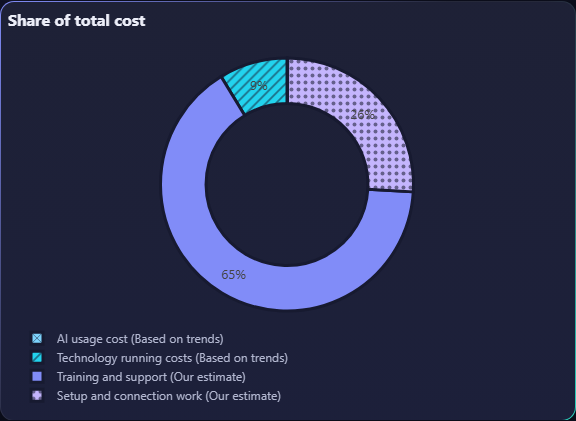 Share of total cost
9%
26%
65%
AI usage cost (Based on trends)
Technology running costs (Based on trends)
Training and support (Our estimate)
Setup and connection work (Our estimate)